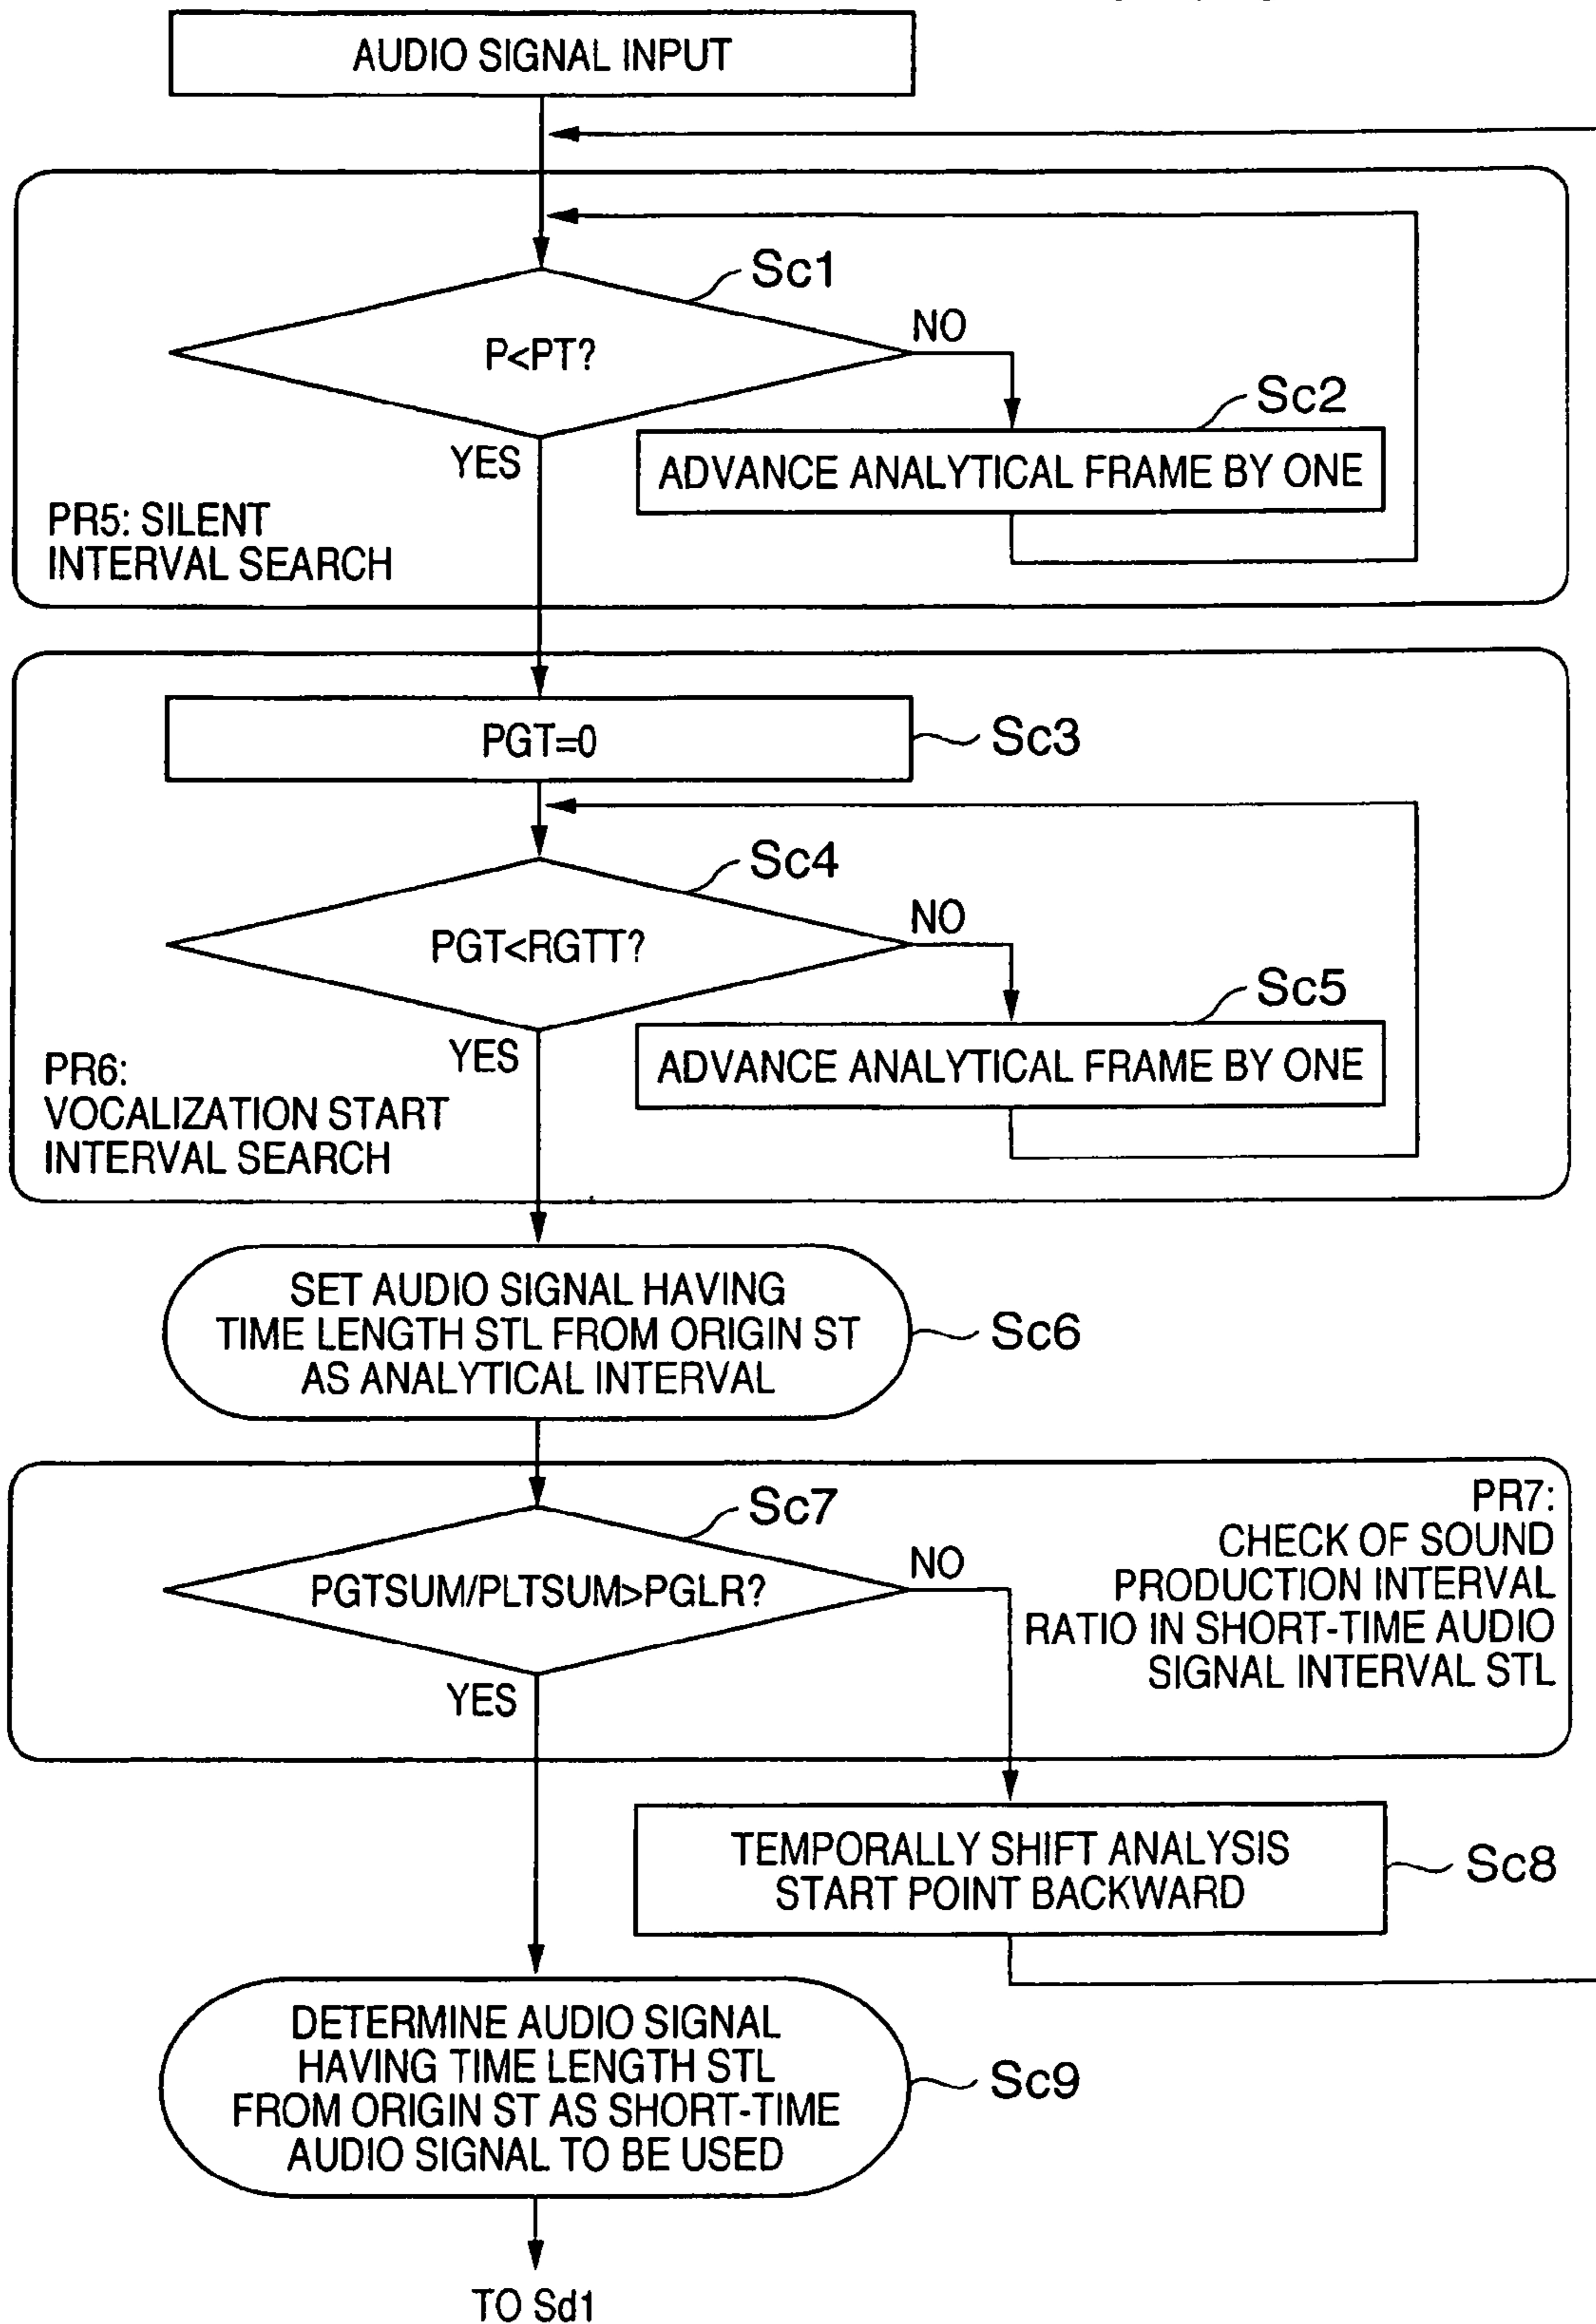 AUDIO SIGNAL INPUT
Sc1
P<PT?
NO
Sc2
YES
ADVANCE ANALYTICAL FRAME BY ONE
PR5: SILENT
INTERVAL SEARCH
PGT=0
Sc3
Sc4
PGT<RGTT?
NO
Sc5
YES
ADVANCE ANALYTICAL FRAME BY ONE
PR6:
VOCALIZATION START
INTERVAL SEARCH
SET AUDIO SIGNAL HAVING
TIME LENGTH STL FROM ORIGIN ST
AS ANALYTICAL INTERVAL
Sc6
Sc7
PGTSUM/PLTSUM>PGLR?
NO
YES
PR7:
CHECK OF SOUND
PRODUCTION INTERVAL
RATIO IN SHORT-TIME AUDIO
SIGNAL INTERVAL STL
TEMPORALLY SHIFT ANALYSIS
START POINT BACKWARD
Sc8
DETERMINE AUDIO SIGNAL
HAVING TIME LENGTH STL
FROM ORIGIN ST AS SHORT-TIME
AUDIO SIGNAL TO BE USED
Sc9
TO Sd1